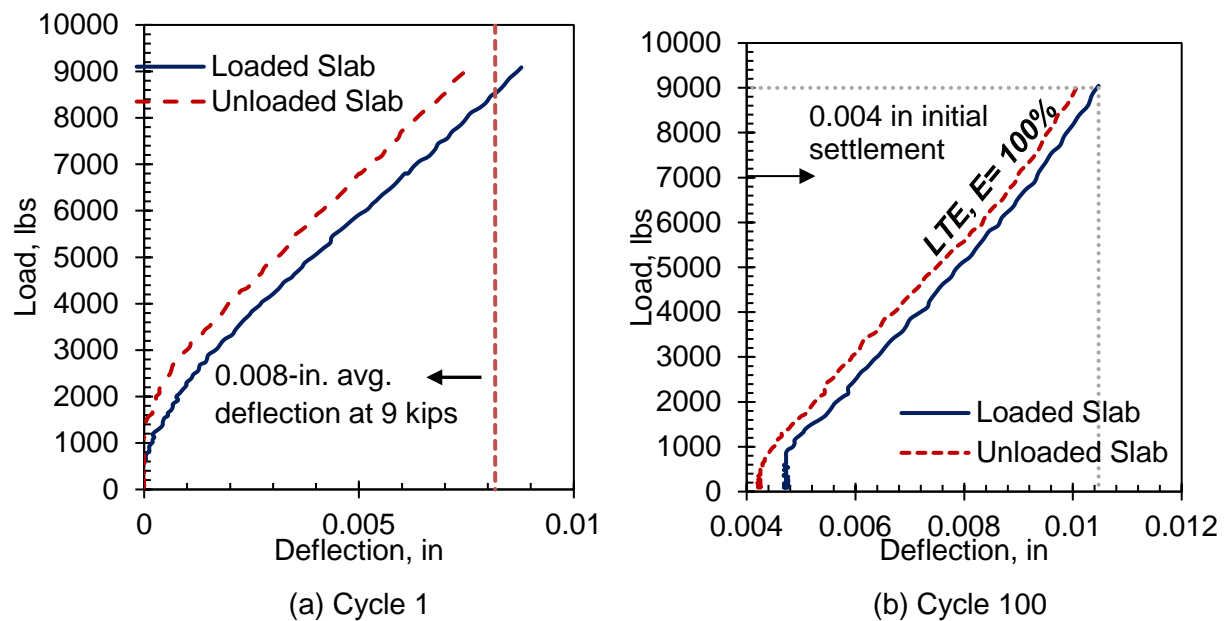 10000
9000
8000
7000
6000
5000
4000
3000
2000
1000
0
Load, lbs
Loaded Slab
Unloaded Slab
0.008-in. avg.
deflection at 9 kips
0
0.005
0.01
Deflection, in
(a) Cycle 1
10000
9000
8000
7000
6000
5000
4000
3000
2000
1000
0
Load, lbs
0.004 in initial
settlement
LTE, E= 100%
Loaded Slab
Unloaded Slab
0.004
0.006
0.008
0.01
0.012
Deflection, in
(b) Cycle 100